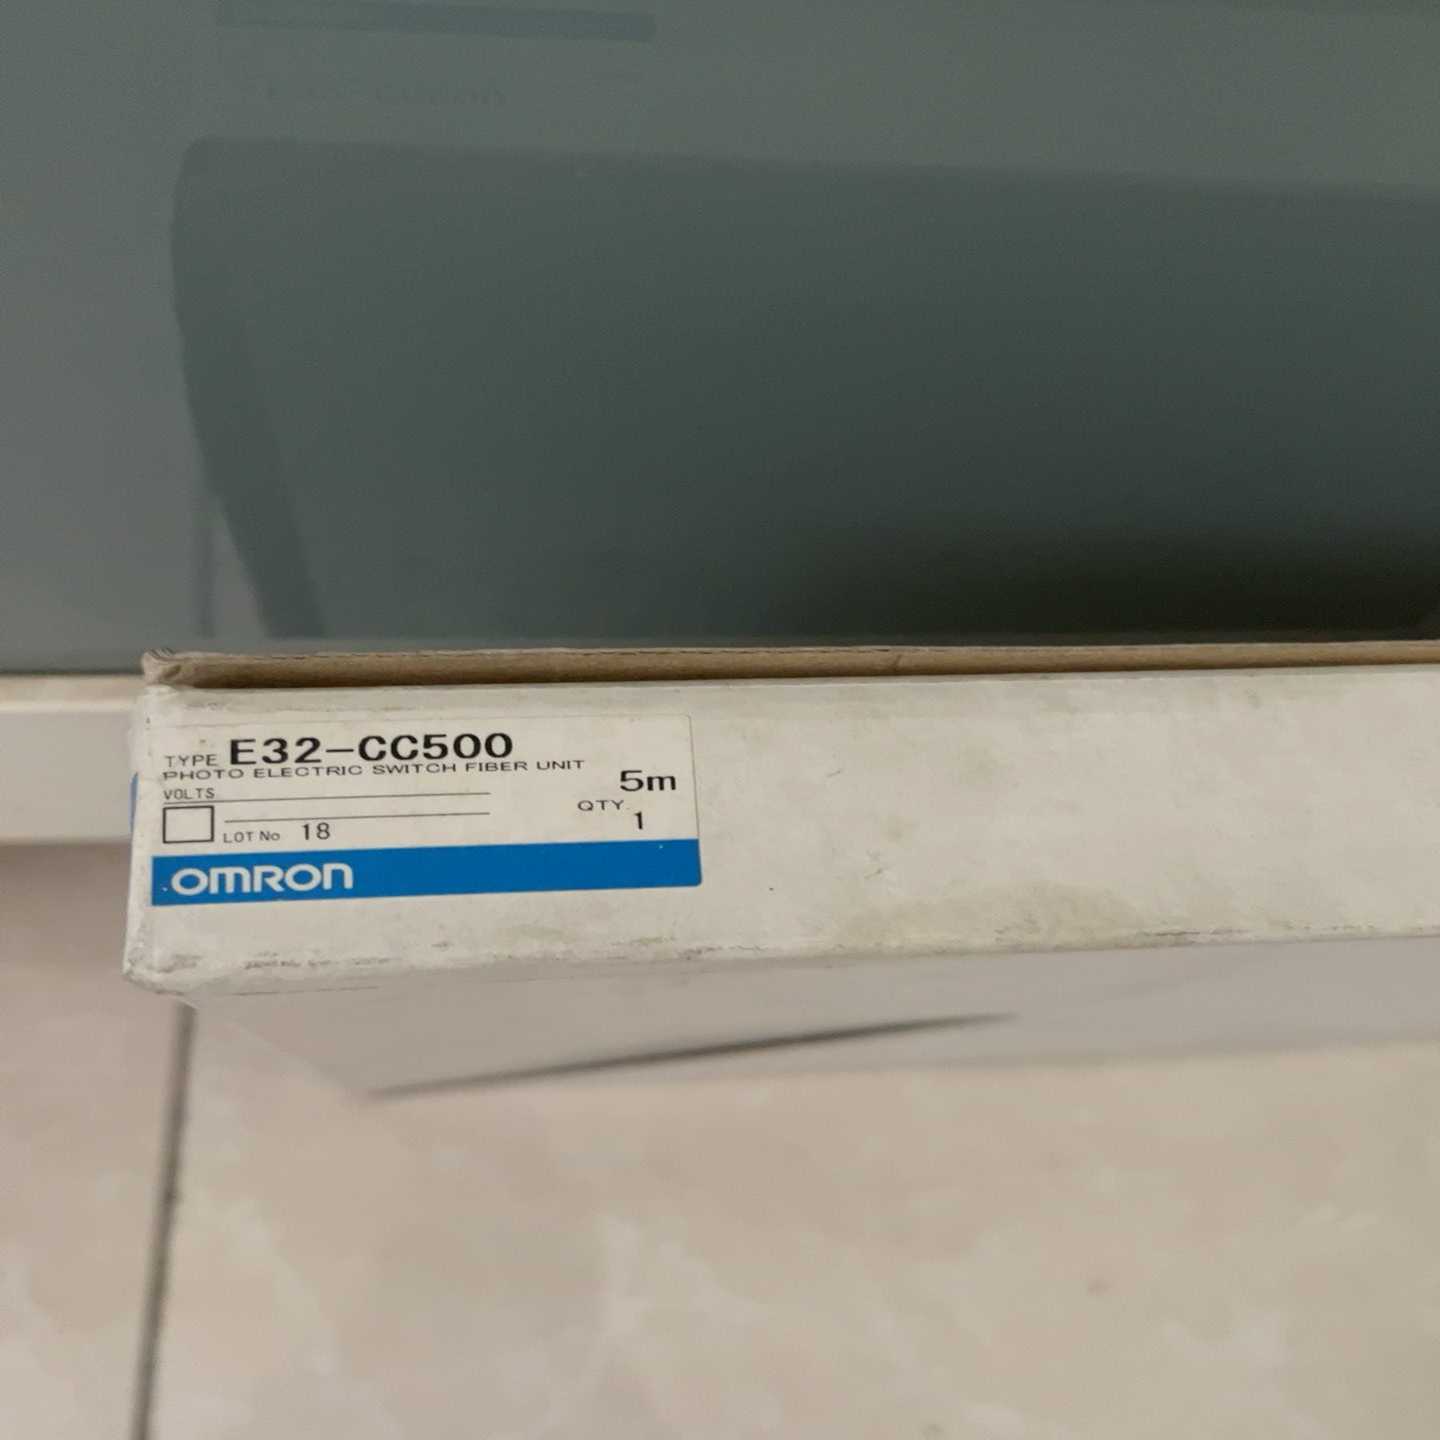 TYPE E32-CC500
PHOTO ELECTRIC SWITCH FIBER UNIT
5m
VOLTS
QTY.
1
LOT No 18
OMRON